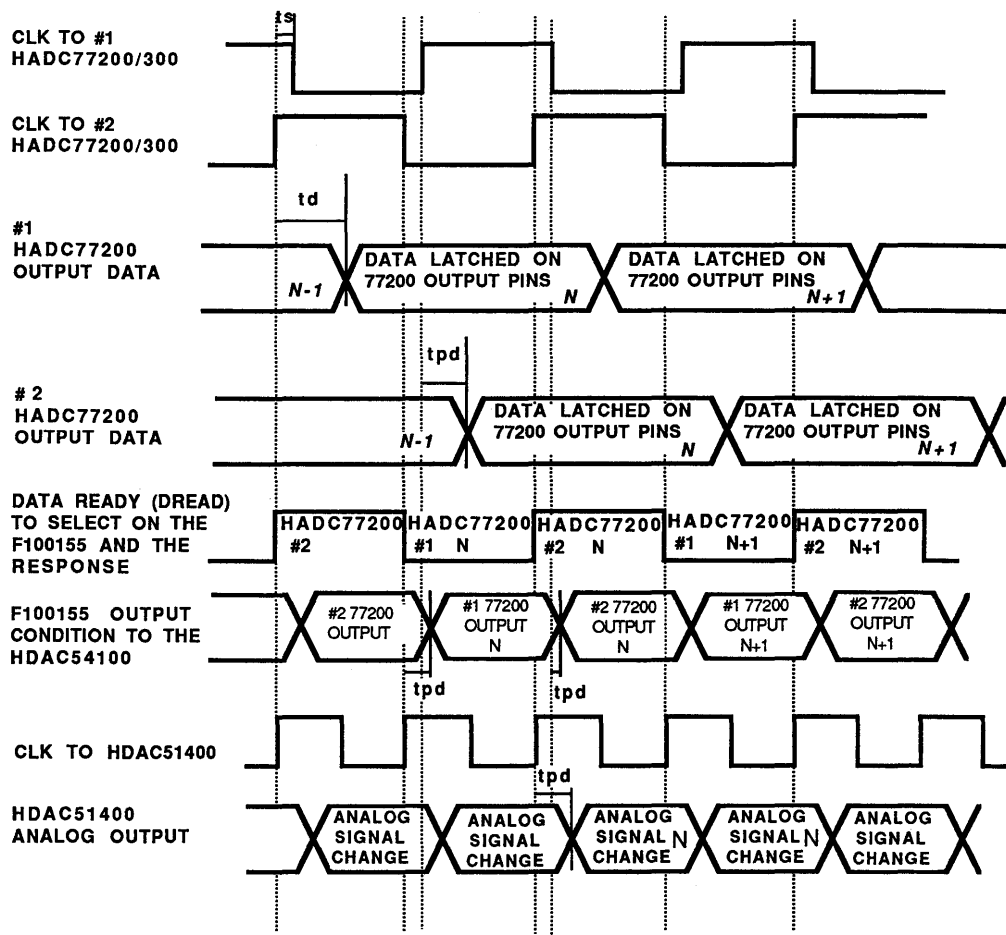 ts
CLK TO #1
HADC77200/300
CLK TO #2
HADC77200/300
td
#1
HADC77200
OUTPUT DATA
N-1
DATA LATCHED ON
77200 OUTPUT PINS
N
DATA LATCHED ON
77200 OUTPUT PINS
N+1
tpd
# 2
HADC77200
OUTPUT DATA
N-1
DATA LATCHED ON
77200 OUTPUT PINS
N
DATA LATCHED ON
77200 OUTPUT PINS
N+1
DATA READY (DREAD)
TO SELECT ON THE
F100155 AND THE
RESPONSE
HADC77200
#2
HADC77200
#1 N
HADC77200
#2 N
HADC77200
#1 N+1
HADC77200
#2 N+1
F100155 OUTPUT
CONDITION TO THE
HDAC54100
#2 77200
OUTPUT
#1 77200
OUTPUT
N
#2 77200
OUTPUT
N
#1 77200
OUTPUT
N+1
#2 77200
OUTPUT
N+1
tpd
tpd
CLK TO HDAC51400
tpd
HDAC51400
ANALOG OUTPUT
ANALOG
SIGNAL
CHANGE
ANALOG
SIGNAL
CHANGE
ANALOG
SIGNAL N
CHANGE
ANALOG
SIGNAL N
CHANGE
ANALOG
SIGNAL
CHANGE